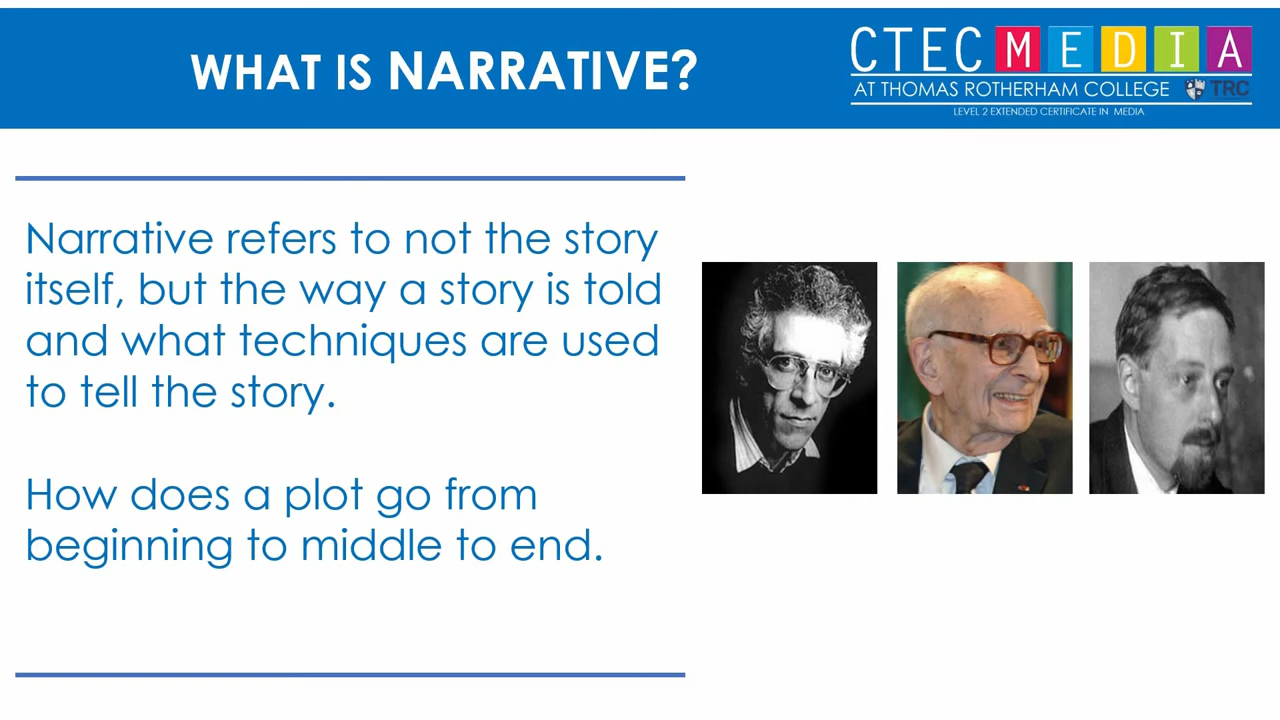 WHAT IS NARRATIVE?
CTEC MEDIA
AT THOMAS ROTHERHAM COLLEGE TRC
LEVEL 2 EXTENDED CERTIFICATE IN MEDIA
Narrative refers to not the story
itself, but the way a story is told
and what techniques are used
to tell the story.
How does a plot go from
beginning to middle to end.